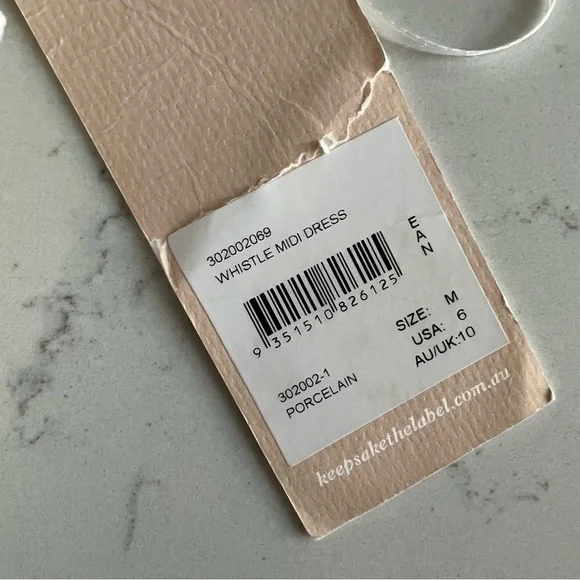 302002069
WHISTLE MIDI DRESS
EAN
9 351510 826125
302002-1
PORCELAIN
SIZE: M
USA: 6
AU/UK:10
keepsakethelabel.com.au